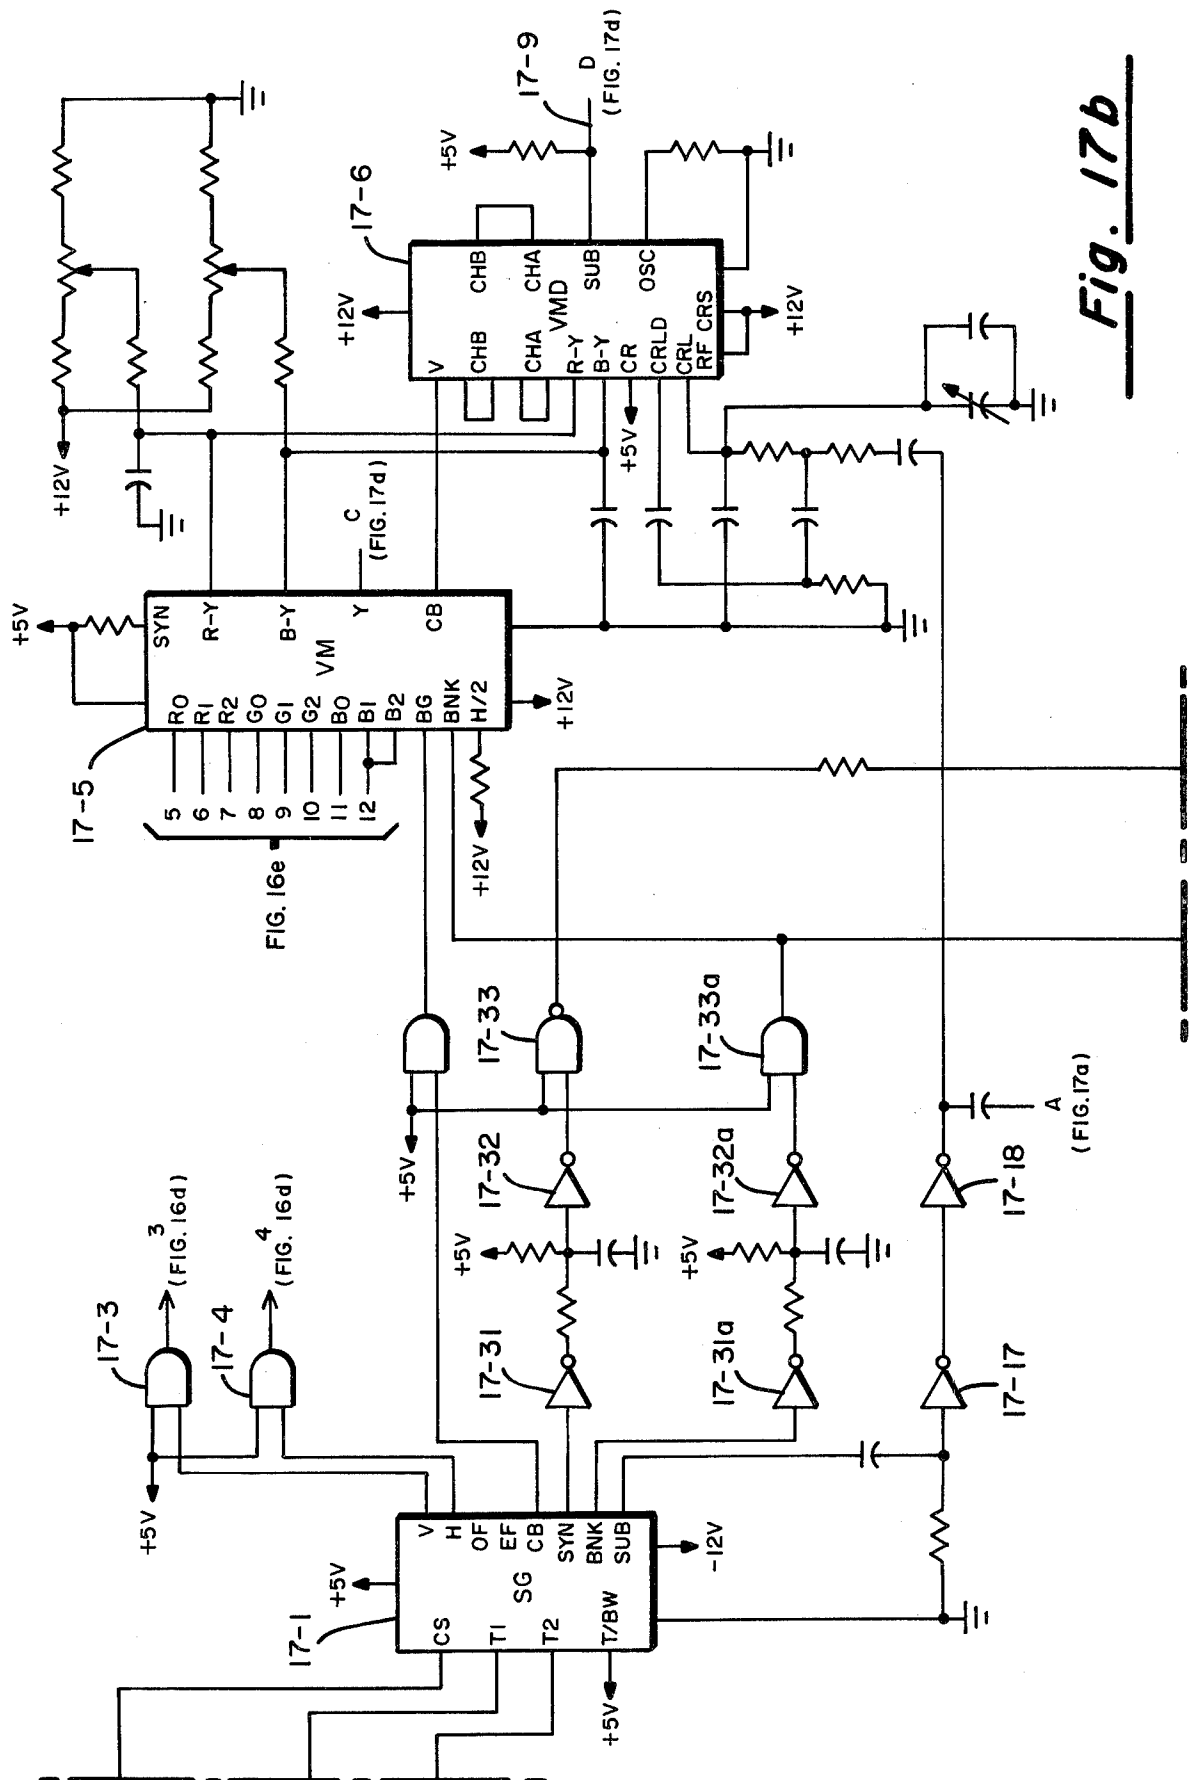 17-1
+5V
CS
T1
T2
T/BW
SG
V
H
OF
EF
CB
SYN
BNK
SUB
+5V
-12V
+5V
17-3
3
(FIG. 16d)
17-4
4
(FIG. 16d)
+5V
17-31
+5V
17-32
17-33
17-31a
+5V
17-32a
17-33a
17-17
17-18
A
(FIG. 17a)
17-5
+5V
FIG. 16e
5
6
7
8
9
10
11
12
R0
R1
R2
G0
G1
G2
B0
B1
B2
BG
BNK
H/2
VM
SYN
R-Y
B-Y
Y
CB
+12V
+12V
C
(FIG. 17d)
+12V
17-6
+12V
V
CHB
CHA
R-Y
B-Y
CR
CRLD
CRL
RF
CRS
VMD
CHB
CHA
SUB
OSC
+5V
+12V
+5V
17-9
D
(FIG. 17d)
Fig. 17b